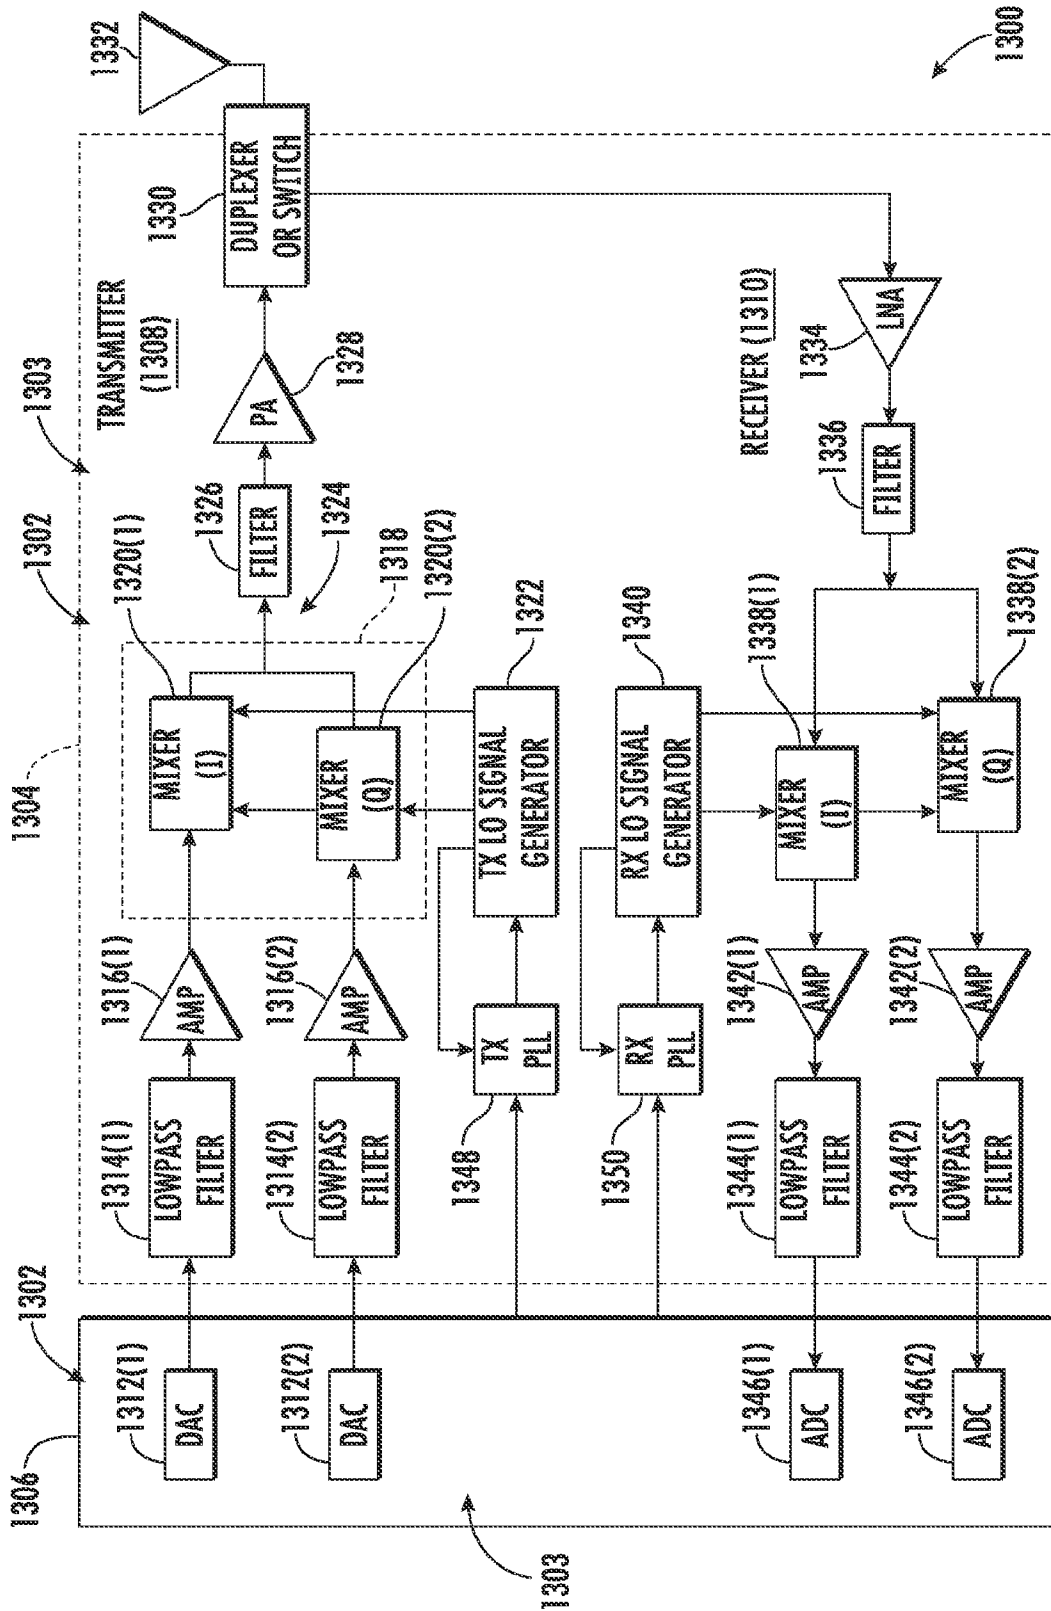 1300
1302
1303
1304
1306
1302
1303
TRANSMITTER
(1308)
1312(1)
DAC
1314(1)
LOWPASS
FILTER
1316(1)
AMP
1320(1)
MIXER
(I)
1312(2)
DAC
1314(2)
LOWPASS
FILTER
1316(2)
AMP
MIXER
(Q)
1318
1320(2)
1324
1326
FILTER
1328
PA
1330
DUPLEXER
OR SWITCH
1332
1348
TX
PLL
TX LO SIGNAL
GENERATOR
1322
1350
RX
PLL
RX LO SIGNAL
GENERATOR
1340
RECEIVER (1310)
1334
LNA
1336
FILTER
1338(1)
MIXER
(I)
1342(1)
AMP
1344(1)
LOWPASS
FILTER
1346(1)
ADC
1338(2)
MIXER
(Q)
1342(2)
AMP
1344(2)
LOWPASS
FILTER
1346(2)
ADC